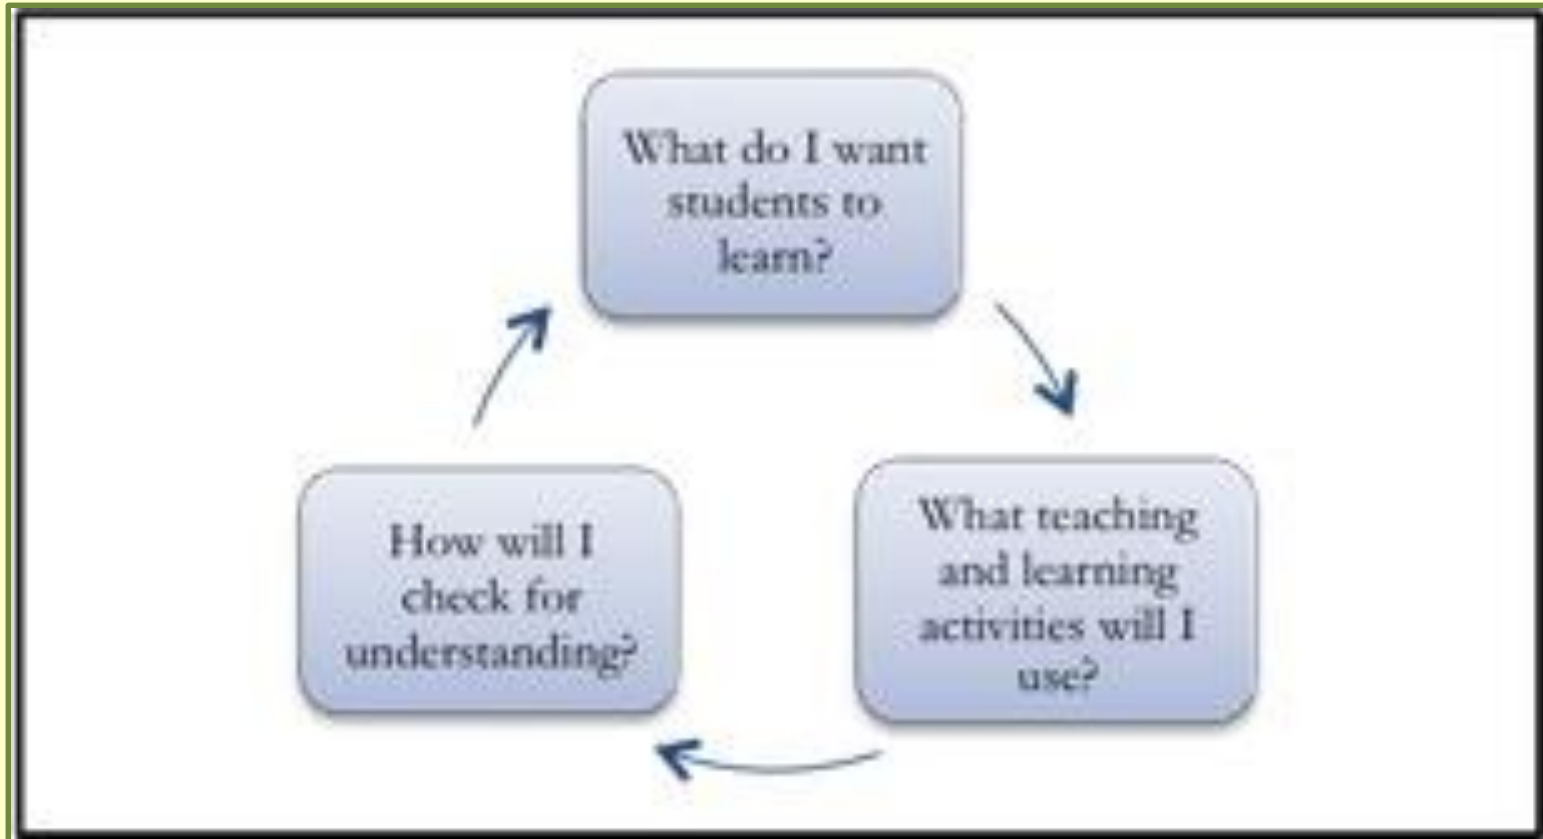 What do I want
students to
learn?
What teaching
and learning
activities will I
use?
How will I
check for
understanding?